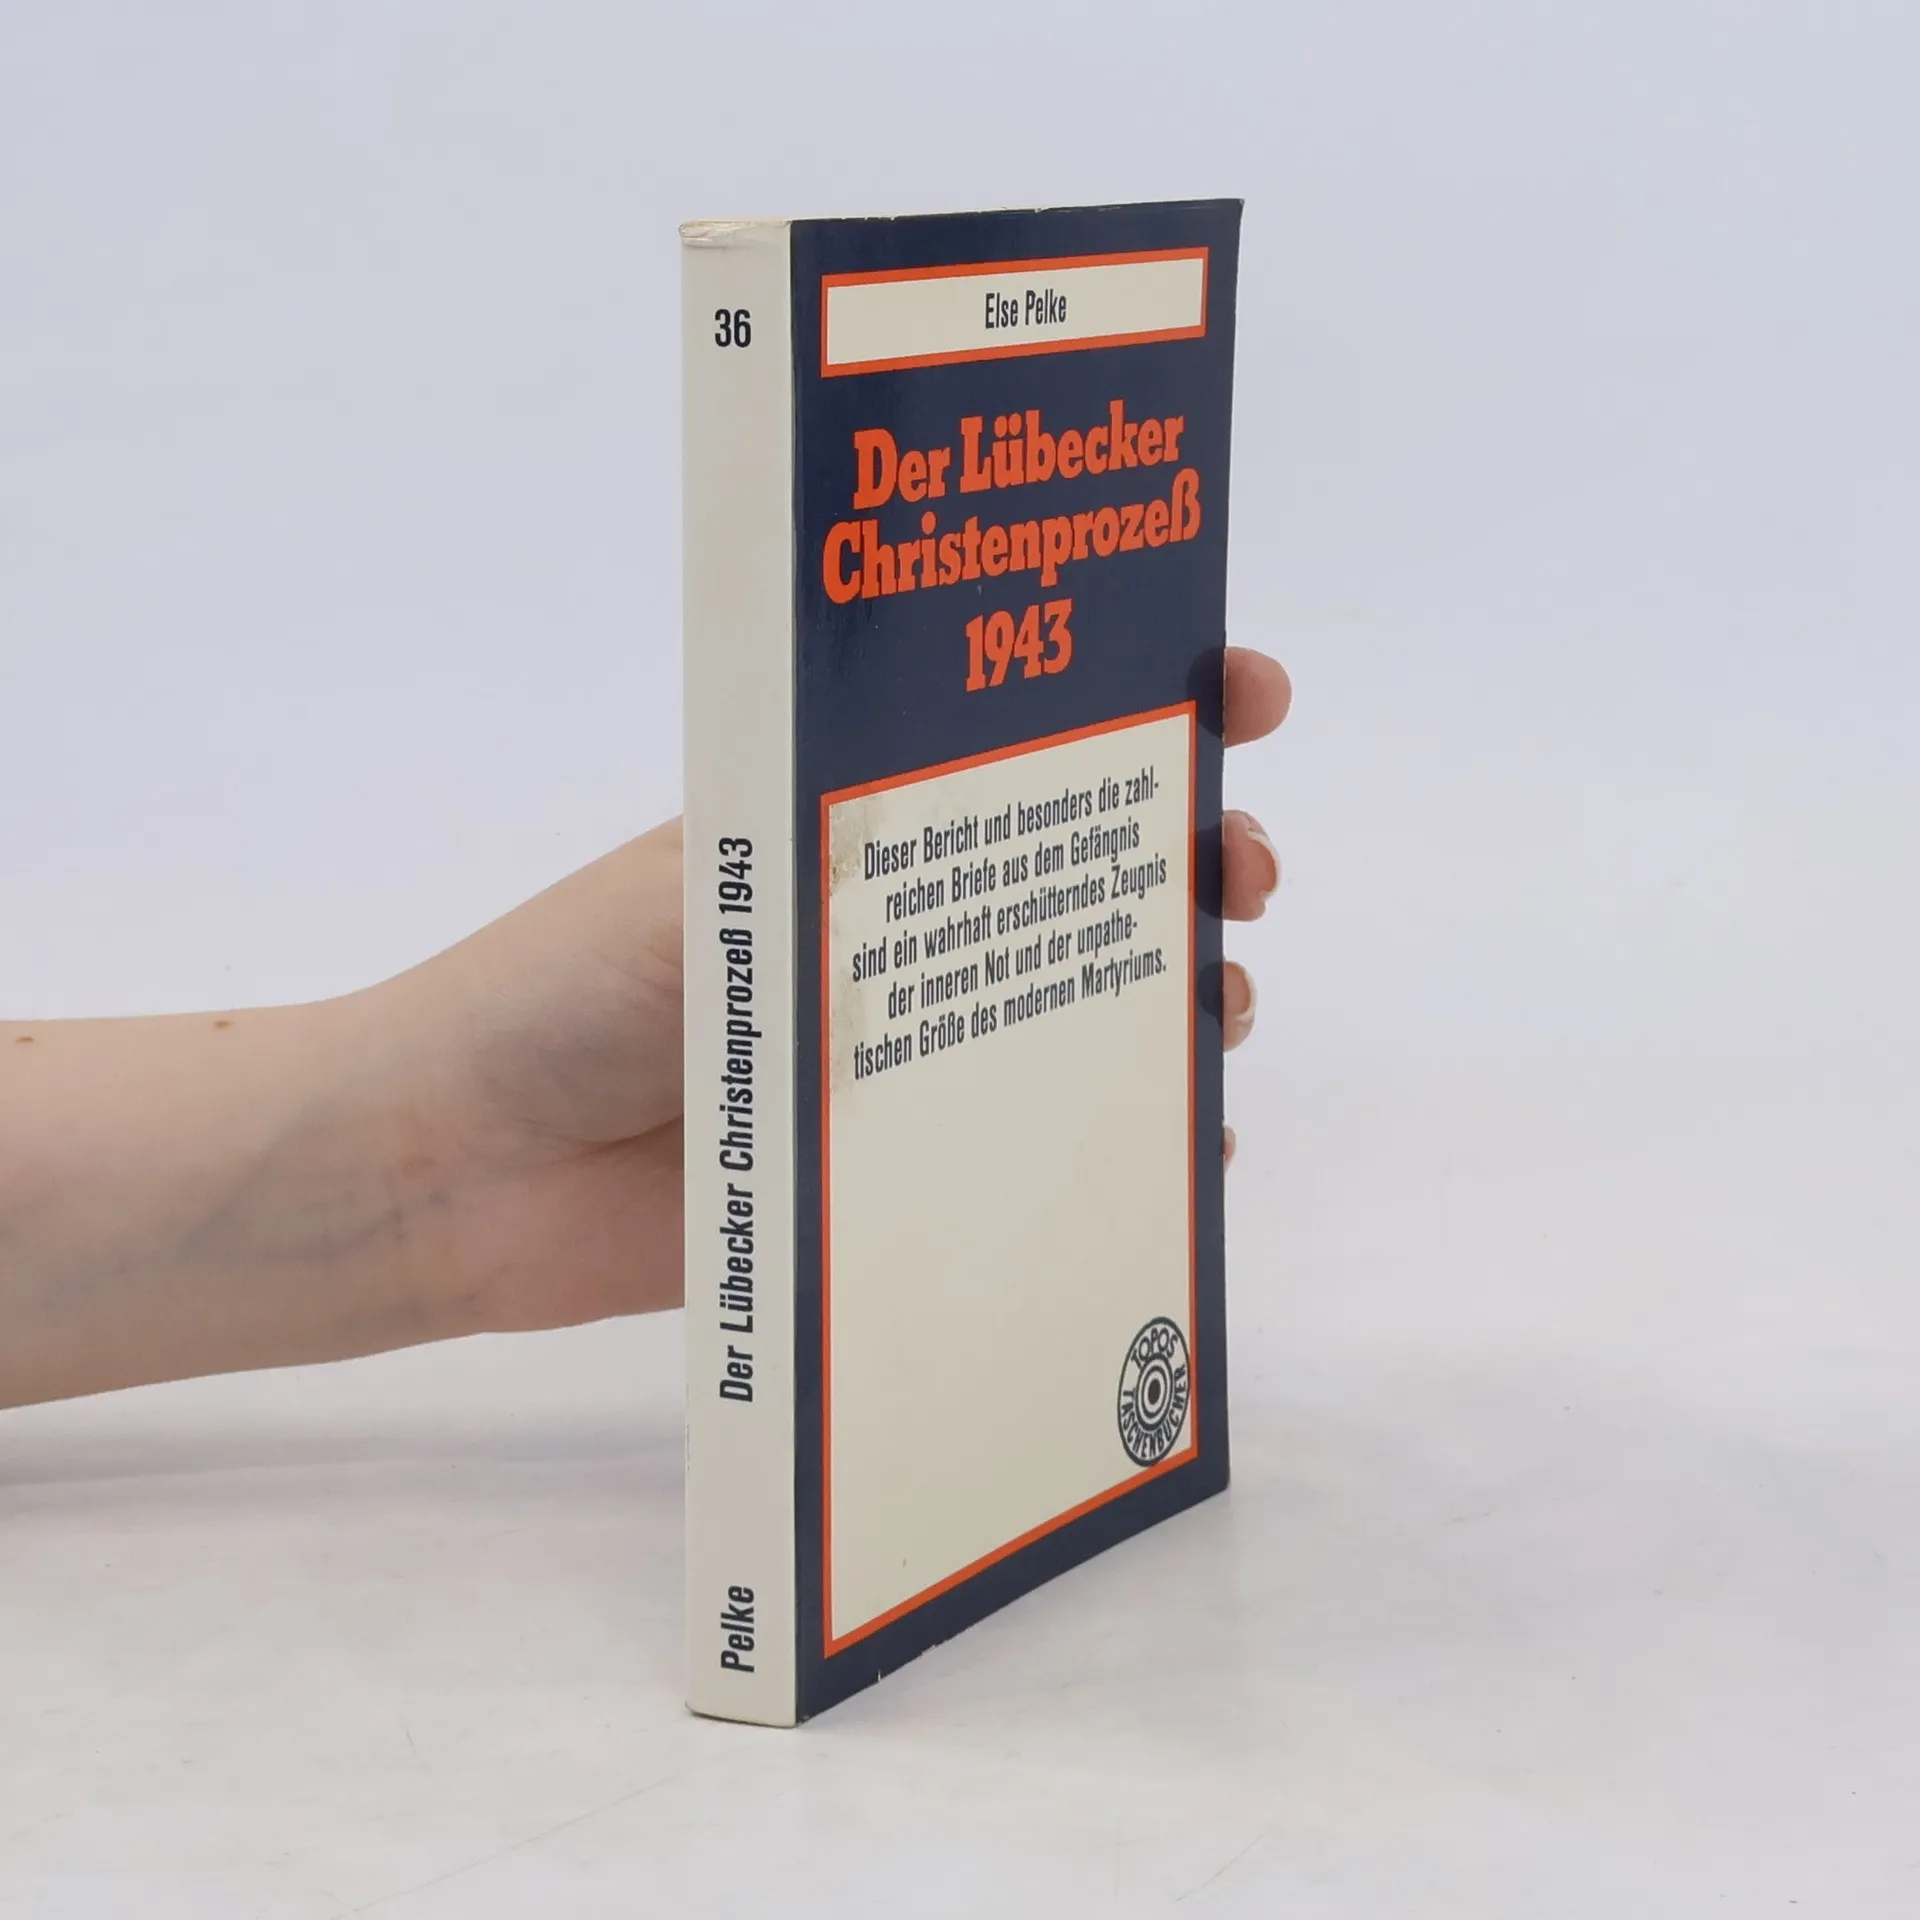 36
Der Lübecker Christenprozeß 1943
Pelke
Else Pelke
Der Lübecker
Christenprozeß
1943
Dieser Bericht und besonders die zahl-
reichen Briefe aus dem Gefängnis
sind ein wahrhaft erschütterndes Zeugnis
der inneren Not und der unpathe-
tischen Größe des modernen Martyriums.
TOPOS
TASCHENBÜCHER